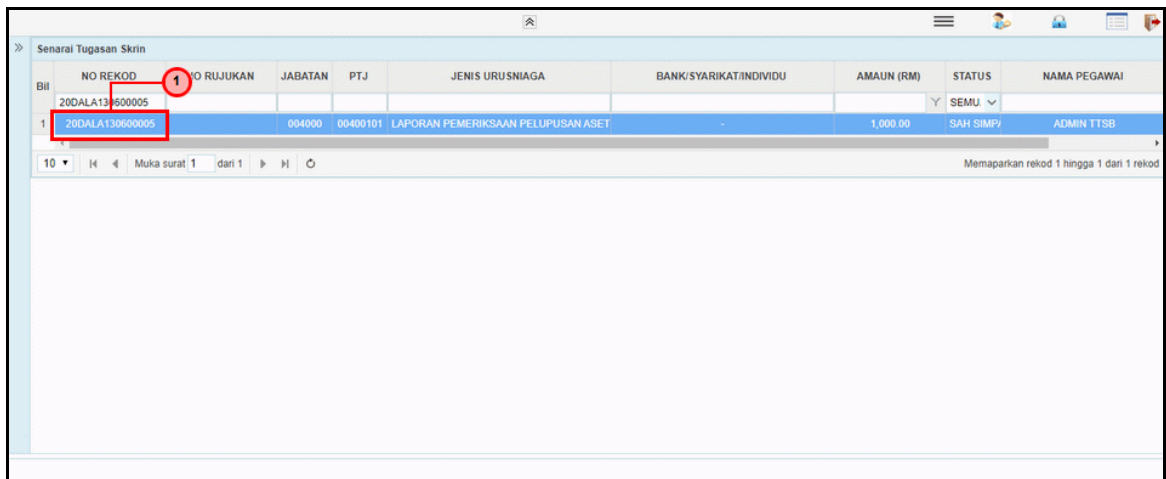 Senarai Tugasan Skrin
Bil NO REKOD O RUJUKAN JABATAN PTJ JENIS URUSNIAGA BANK/SYARIKAT/INDIVIDU AMAUN (RM) STATUS NAMA PEGAWAI
1
20DALA130600005 SEMU.
1 20DALA130600005 004000 00400101 LAPORAN PEMERIKSAAN PELUPUSAN ASET - 1,000.00 SAH SIMPA ADMIN TTSB
10 Muka surat 1 dari 1 Memaparkan rekod 1 hingga 1 dari 1 rekod